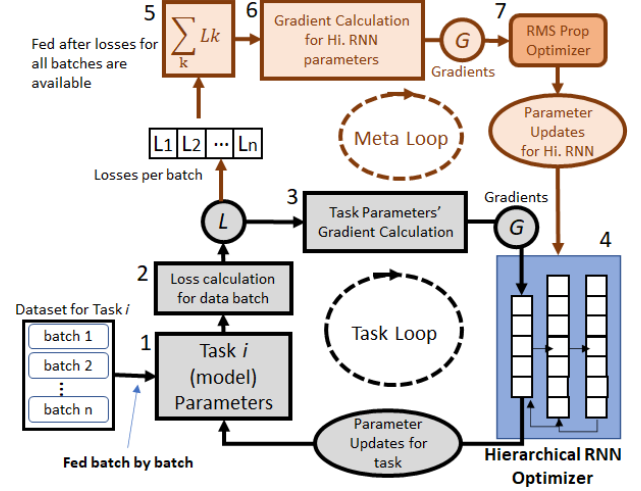 5
6
7
Fed after losses for
all batches are
available
∑ Lk
k
Gradient Calculation
for Hi. RNN
parameters
G
Gradients
RMS Prop
Optimizer
Meta Loop
Parameter
Updates
for Hi. RNN
L1 L2 ... Ln
Losses per batch
L
3
Task Parameters'
Gradient Calculation
Gradients
G
4
2
Loss calculation
for data batch
Dataset for Task i
batch 1
batch 2
⋮
batch n
1
Task i
(model)
Parameters
Task Loop
Fed batch by batch
Parameter
Updates for
task
Hierarchical RNN
Optimizer